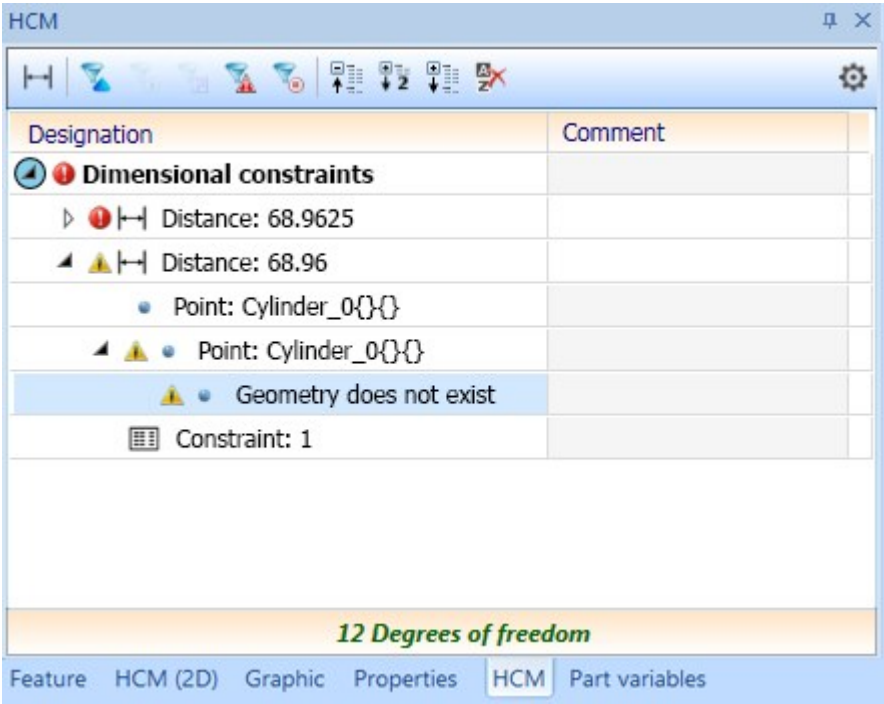 HCM
Designation Comment
Dimensional constraints
Distance: 68.9625
Distance: 68.96
Point: Cylinder_0{}{}
Point: Cylinder_0{}{}
Geometry does not exist
Constraint: 1
12 Degrees of freedom
Feature HCM (2D) Graphic Properties HCM Part variables